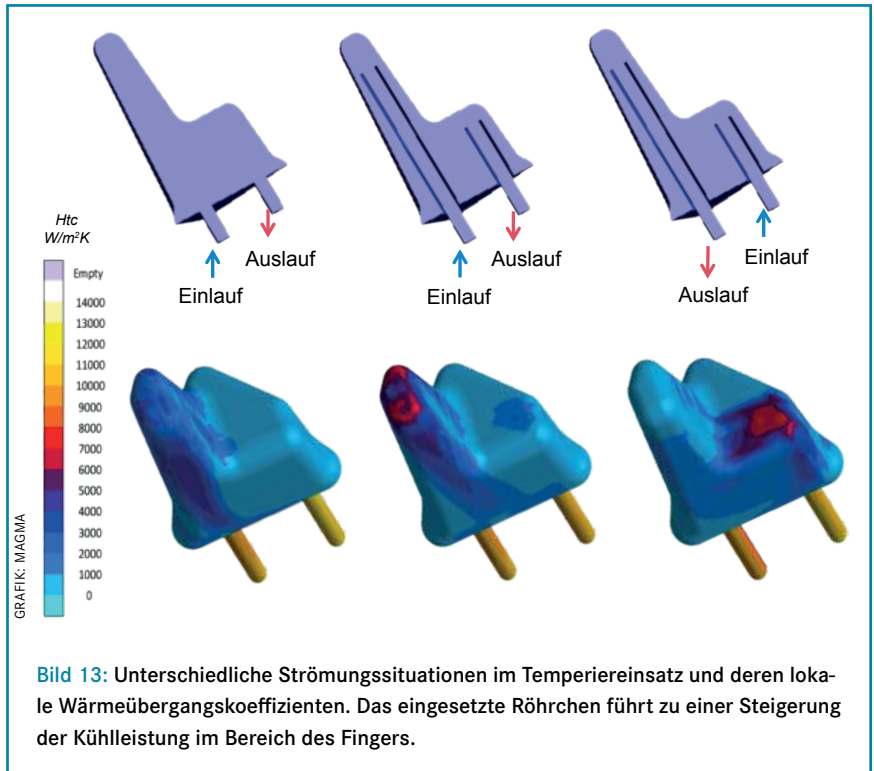 Htc
W/m²K
Empty
14000
13000
12000
11000
10000
9000
8000
7000
6000
5000
4000
3000
2000
1000
0
Auslauf
Einlauf
Auslauf
Einlauf
Einlauf
Auslauf
GRAFIK: MAGMA
Bild 13: Unterschiedliche Strömungssituationen im Temperiereinsatz und deren loka-
le Wärmeübergangskoeffizienten. Das eingesetzte Röhrchen führt zu einer Steigerung
der Kühlleistung im Bereich des Fingers.